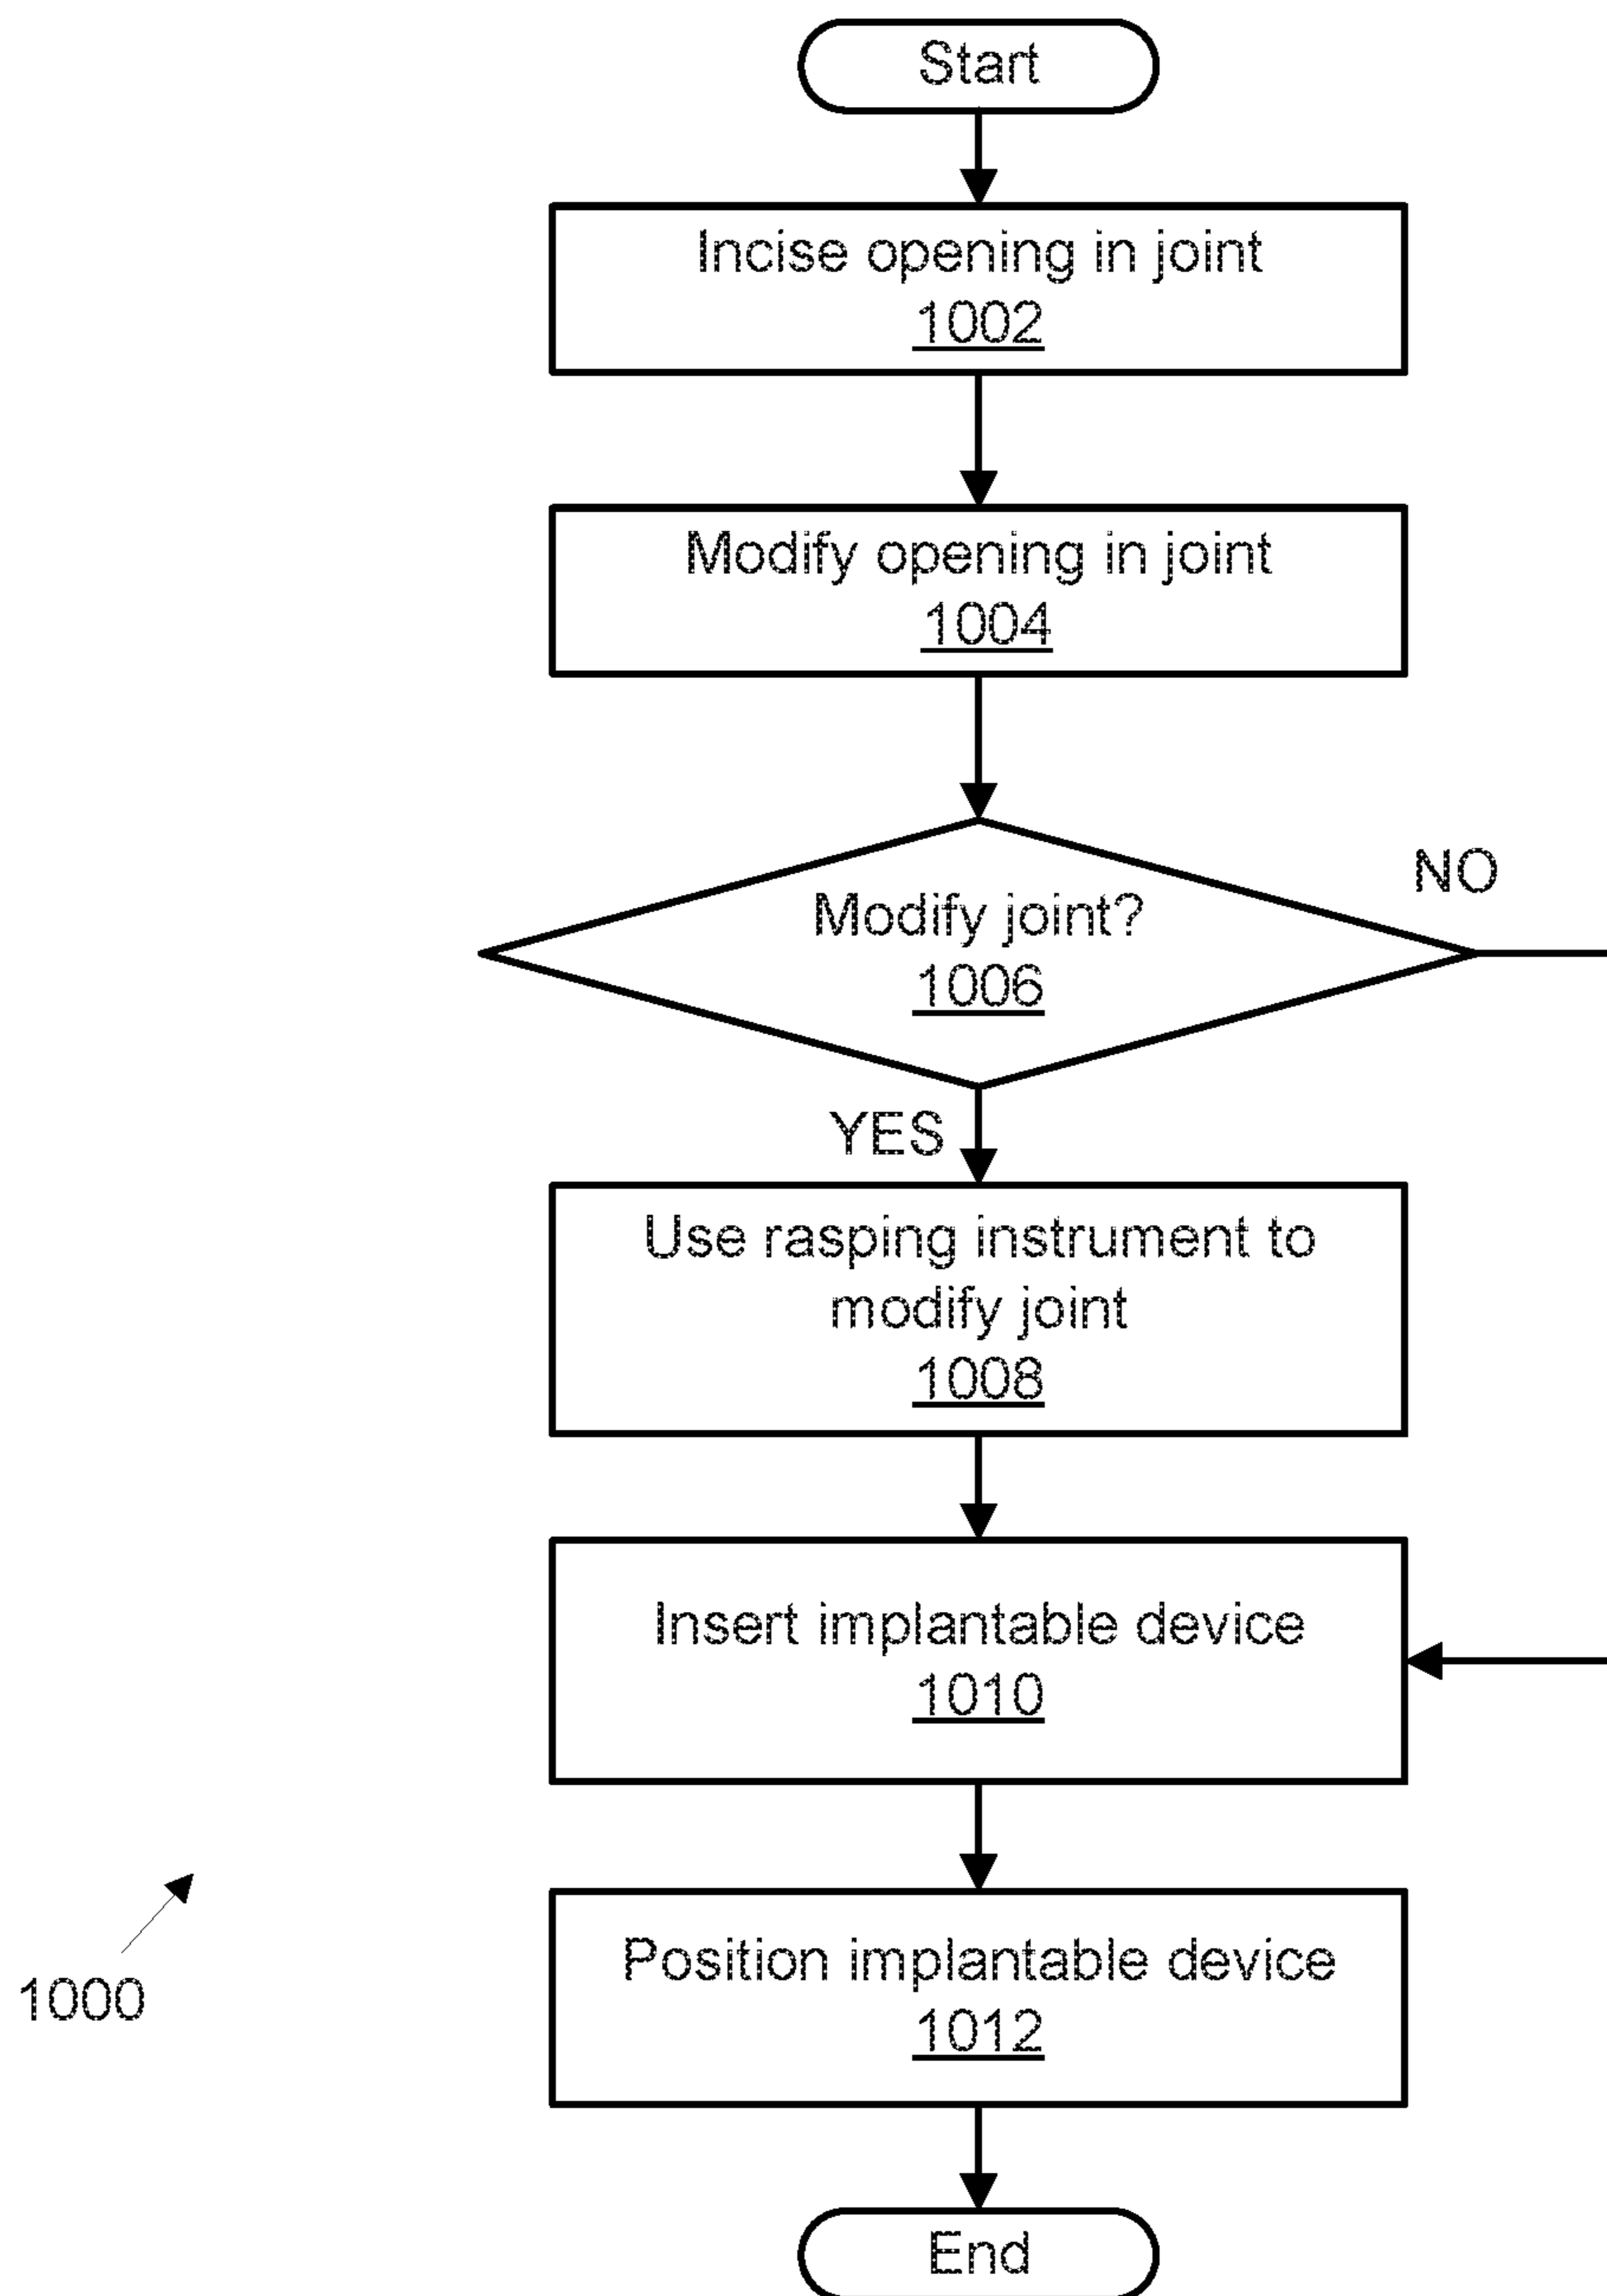 Start
Incise opening in joint
1002
Modify opening in joint
1004
Modify joint?
1006
NO
YES
Use rasping instrument to
modify joint
1008
Insert implantable device
1010
Position implantable device
1012
1000
End